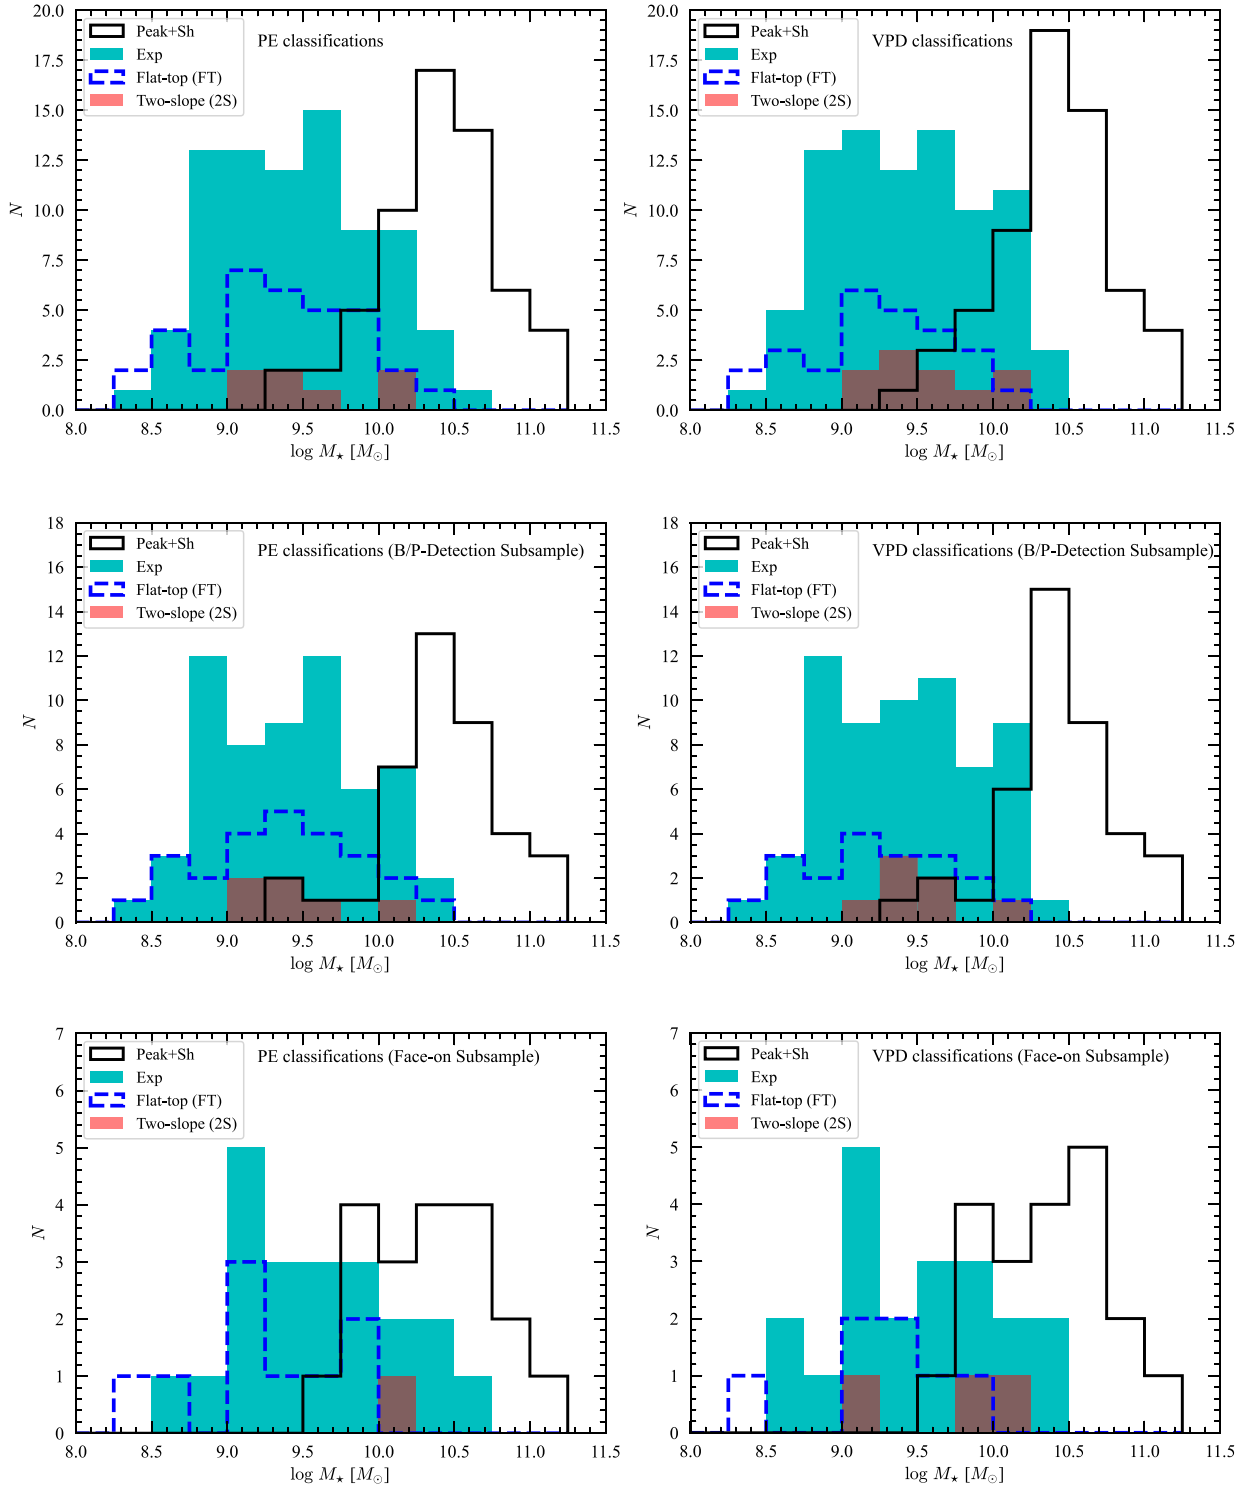 PE classifications
Peak+Sh
Exp
Flat-top (FT)
Two-slope (2S)
20.0
17.5
15.0
12.5
10.0
7.5
5.0
2.5
0.0
N
8.0 8.5 9.0 9.5 10.0 10.5 11.0 11.5
log M⋆ [M☉]
VPD classifications
Peak+Sh
Exp
Flat-top (FT)
Two-slope (2S)
20.0
17.5
15.0
12.5
10.0
7.5
5.0
2.5
0.0
N
8.0 8.5 9.0 9.5 10.0 10.5 11.0 11.5
log M⋆ [M☉]
PE classifications (B/P-Detection Subsample)
Peak+Sh
Exp
Flat-top (FT)
Two-slope (2S)
18
16
14
12
10
8
6
4
2
0
N
8.0 8.5 9.0 9.5 10.0 10.5 11.0 11.5
log M⋆ [M☉]
VPD classifications (B/P-Detection Subsample)
Peak+Sh
Exp
Flat-top (FT)
Two-slope (2S)
18
16
14
12
10
8
6
4
2
0
N
8.0 8.5 9.0 9.5 10.0 10.5 11.0 11.5
log M⋆ [M☉]
PE classifications (Face-on Subsample)
Peak+Sh
Exp
Flat-top (FT)
Two-slope (2S)
7
6
5
4
3
2
1
0
N
8.0 8.5 9.0 9.5 10.0 10.5 11.0 11.5
log M⋆ [M☉]
VPD classifications (Face-on Subsample)
Peak+Sh
Exp
Flat-top (FT)
Two-slope (2S)
7
6
5
4
3
2
1
0
N
8.0 8.5 9.0 9.5 10.0 10.5 11.0 11.5
log M⋆ [M☉]